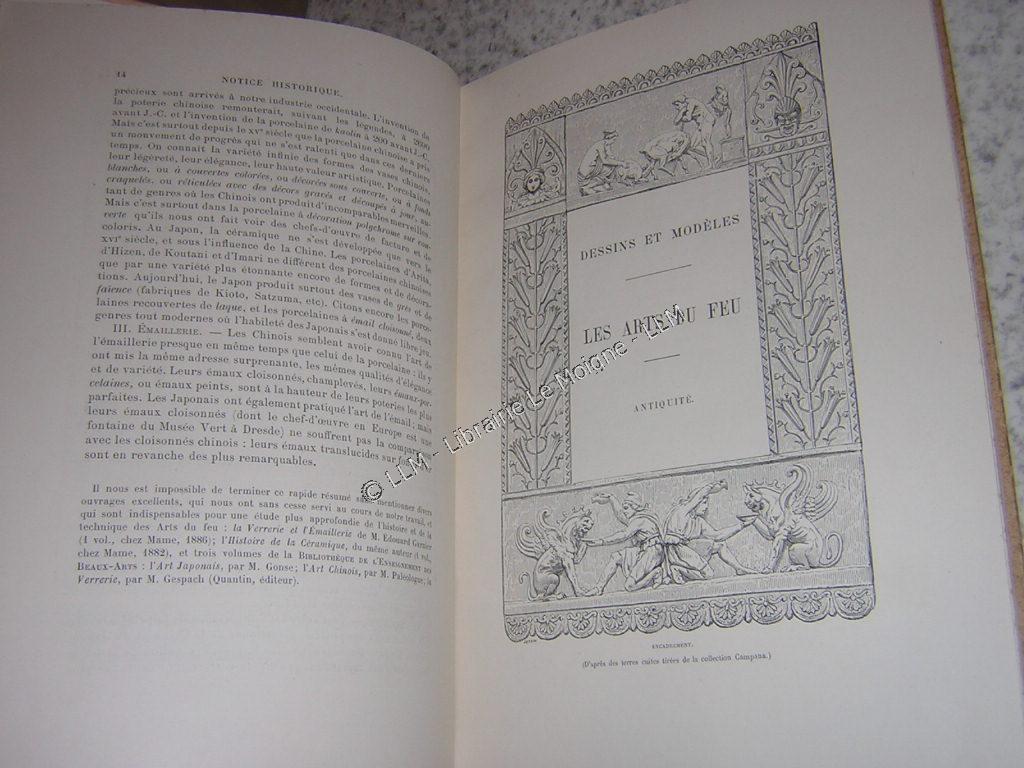 14
NOTICE HISTORIQUE.
précieux sont arrivés à notre industrie occidentale. L'invention de
la poterie chinoise remonterait, suivant les légendes, à 2698
avant J.-C. et l'invention de la porcelaine de kaolin à 200 avant J.-C.
Mais c'est surtout depuis le XVe siècle que la porcelaine chinoise a pris
un mouvement de progrès qui ne s'est ralenti que dans ces derniers
temps. On connaît la variété infinie des formes des vases chinois,
leur légèreté, leur élégance, leur haute valeur artistique. Porcelaines
blanches, ou à couvertes colorées, ou décorées sous couverte, ou à fonds
craquelés, ou réticulées avec des décors gravés et découpés à jour, au-
tant de genres où les Chinois ont produit d'incomparables merveilles.
Mais c'est surtout dans la porcelaine à décoration polychrome sur cou-
verte qu'ils nous ont fait voir des chefs-d'œuvre de facture et de
coloris. Au Japon, la céramique ne s'est développée que vers le
XVIe siècle, et sous l'influence de la Chine. Les porcelaines d'Arita,
d'Hizen, de Koutani et d'Imari ne diffèrent des porcelaines chinoises
que par une variété plus étonnante encore de formes et de décora-
tions. Aujourd'hui, le Japon produit surtout des vases de grès et de
faïence (fabriques de Kioto, Satzuma, etc). Citons encore les porce-
laines recouvertes de laque, et les porcelaines à émail cloisonné, deux
genres tout modernes où l'habileté des Japonais s'est donné libre jeu.
III. ÉMAILLERIE. — Les Chinois semblent avoir connu l'art de
l'émaillerie presque en même temps que celui de la porcelaine : ils y
ont mis la même adresse surprenante, les mêmes qualités d'élégance
et de variété. Leurs émaux cloisonnés, champlevés, leurs émaux-por-
celaines, ou émaux peints, sont à la hauteur de leurs poteries les plus
parfaites. Les Japonais ont également pratiqué l'art de l'émail ; mais
leurs émaux cloisonnés (dont le chef-d'œuvre en Europe est une
fontaine du Musée Vert à Dresde) ne souffrent pas la comparaison
avec les cloisonnés chinois : leurs émaux translucides sur
sont en revanche des plus remarquables.
Il nous est impossible de terminer ce rapide résumé sans mentionner divers
ouvrages excellents, qui nous ont sans cesse servi au cours de notre travail, et
qui sont indispensables pour une étude plus approfondie de l'histoire et de la
technique des Arts du feu : la Verrerie et l'Émaillerie de M. Edouard Garnier
(1 vol., chez Mame, 1886); l'Histoire de la Céramique, du même auteur (1 vol.,
chez Mame, 1882), et trois volumes de la BIBLIOTHÈQUE DE L'ENSEIGNEMENT DES
BEAUX-ARTS : l'Art Japonais, par M. Gonse; l'Art Chinois, par M. Paléologue; la
Verrerie, par M. Gespach (Quantin, éditeur).
DESSINS ET MODÈLES
LES ARTS DU FEU
ANTIQUITÉ.
ENCADREMENT.
(D'après des terres cuites tirées de la collection Campana.)
© LLM - Librairie Le Moigne - LLM